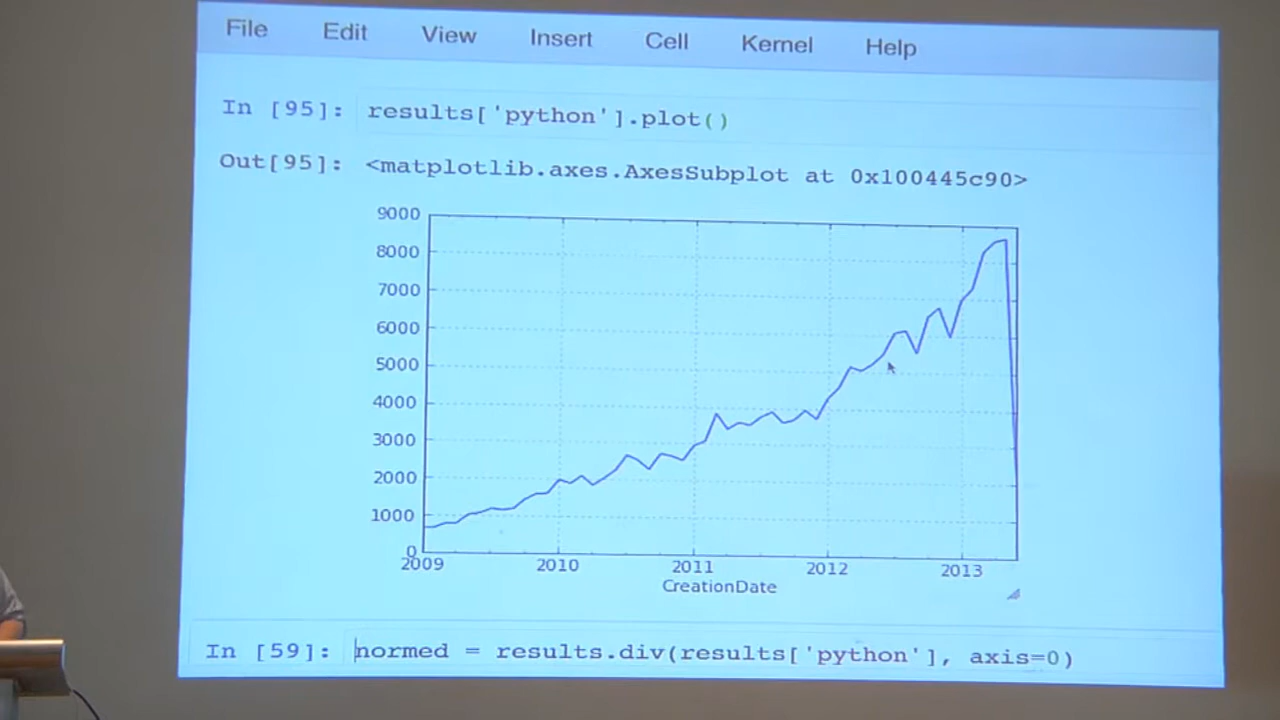 File Edit View Insert Cell Kernel Help
In [95]: results['python'].plot()
Out[95]: <matplotlib.axes.AxesSubplot at 0x100445c90>
9000
8000
7000
6000
5000
4000
3000
2000
1000
0
2009 2010 2011 2012 2013
CreationDate
In [59]: normed = results.div(results['python'], axis=0)